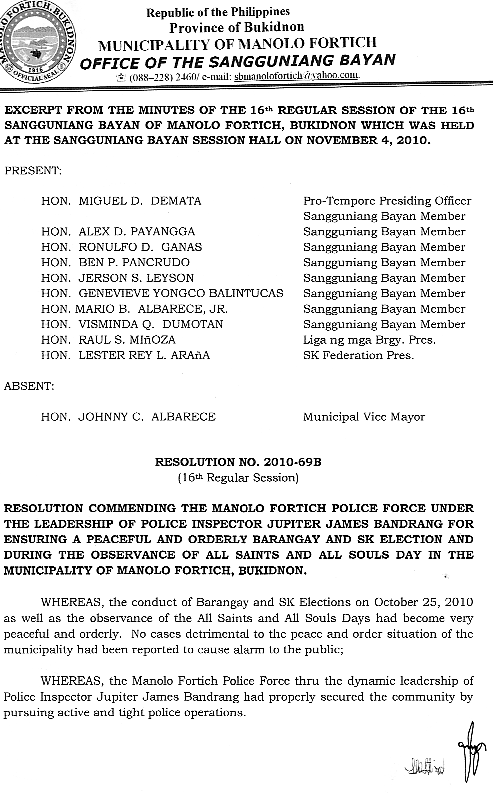 Republic of the Philippines
Province of Bukidnon
MUNICIPALITY OF MANOLO FORTICH
OFFICE OF THE SANGGUNIANG BAYAN
☏ (088–228) 2460/ e-mail: sbmanolofortich@yahoo.com.
MANOLO FORTICH, BUKIDNON
OFFICIAL SEAL
EXCERPT FROM THE MINUTES OF THE 16th REGULAR SESSION OF THE 16th
SANGGUNIANG BAYAN OF MANOLO FORTICH, BUKIDNON WHICH WAS HELD
AT THE SANGGUNIANG BAYAN SESSION HALL ON NOVEMBER 4, 2010.
PRESENT:
HON. MIGUEL D. DEMATA Pro-Tempore Presiding Officer
Sangguniang Bayan Member
HON. ALEX D. PAYANGGA Sangguniang Bayan Member
HON. RONULFO D. GANAS Sangguniang Bayan Member
HON. BEN P. PANCRUDO Sangguniang Bayan Member
HON. JERSON S. LEYSON Sangguniang Bayan Member
HON. GENEVIEVE YONGCO BALINTUCAS Sangguniang Bayan Member
HON. MARIO B. ALBARECE, JR. Sangguniang Bayan Member
HON. VISMINDA Q. DUMOTAN Sangguniang Bayan Member
HON. RAUL S. MIñOZA Liga ng mga Brgy. Pres.
HON. LESTER REY L. ARAñA SK Federation Pres.
ABSENT:
HON. JOHNNY C. ALBARECE Municipal Vice Mayor
RESOLUTION NO. 2010-69B
(16th Regular Session)
RESOLUTION COMMENDING THE MANOLO FORTICH POLICE FORCE UNDER
THE LEADERSHIP OF POLICE INSPECTOR JUPITER JAMES BANDRANG FOR
ENSURING A PEACEFUL AND ORDERLY BARANGAY AND SK ELECTION AND
DURING THE OBSERVANCE OF ALL SAINTS AND ALL SOULS DAY IN THE
MUNICIPALITY OF MANOLO FORTICH, BUKIDNON.
WHEREAS, the conduct of Barangay and SK Elections on October 25, 2010
as well as the observance of the All Saints and All Souls Days had become very
peaceful and orderly. No cases detrimental to the peace and order situation of the
municipality had been reported to cause alarm to the public;
WHEREAS, the Manolo Fortich Police Force thru the dynamic leadership of
Police Inspector Jupiter James Bandrang had properly secured the community by
pursuing active and tight police operations.